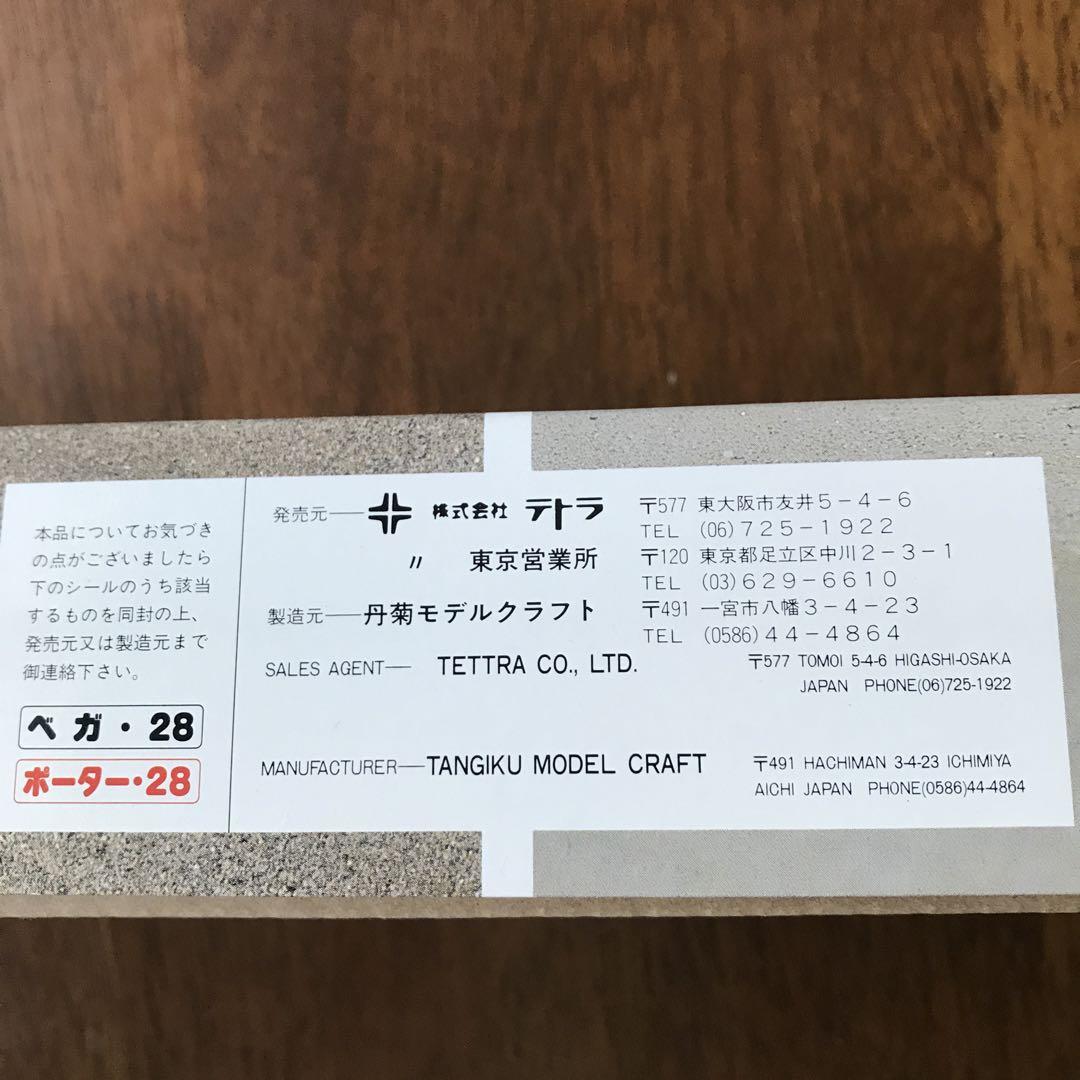 本品についてお気づき
の点がございましたら
下のシールのうち該当
するものを同封の上、
発売元又は製造元まで
御連絡下さい。
ベガ・28
ポーター・28
発売元— 株式会社 テトラ 〒577 東大阪市友井5-4-6
TEL (06)725-1922
〃 東京営業所 〒120 東京都足立区中川2-3-1
TEL (03)629-6610
製造元—丹菊モデルクラフト 〒491 一宮市八幡3-4-23
TEL (0586)44-4864
SALES AGENT— TETTRA CO., LTD. 〒577 TOMOI 5-4-6 HIGASHI-OSAKA
JAPAN PHONE(06)725-1922
MANUFACTURER—TANGIKU MODEL CRAFT 〒491 HACHIMAN 3-4-23 ICHIMIYA
AICHI JAPAN PHONE(0586)44-4864